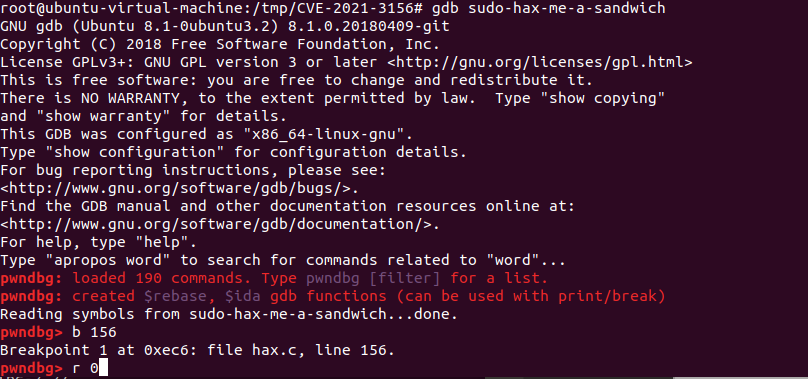 root@ubuntu-virtual-machine:/tmp/CVE-2021-3156# gdb sudo-hax-me-a-sandwich
GNU gdb (Ubuntu 8.1-0ubuntu3.2) 8.1.0.20180409-git
Copyright (C) 2018 Free Software Foundation, Inc.
License GPLv3+: GNU GPL version 3 or later <http://gnu.org/licenses/gpl.html>
This is free software: you are free to change and redistribute it.
There is NO WARRANTY, to the extent permitted by law.  Type "show copying"
and "show warranty" for details.
This GDB was configured as "x86_64-linux-gnu".
Type "show configuration" for configuration details.
For bug reporting instructions, please see:
<http://www.gnu.org/software/gdb/bugs/>.
Find the GDB manual and other documentation resources online at:
<http://www.gnu.org/software/gdb/documentation/>.
For help, type "help".
Type "apropos word" to search for commands related to "word"...
pwndbg: loaded 190 commands. Type pwndbg [filter] for a list.
pwndbg: created $rebase, $ida gdb functions (can be used with print/break)
Reading symbols from sudo-hax-me-a-sandwich...done.
pwndbg> b 156
Breakpoint 1 at 0xec6: file hax.c, line 156.
pwndbg> r 0